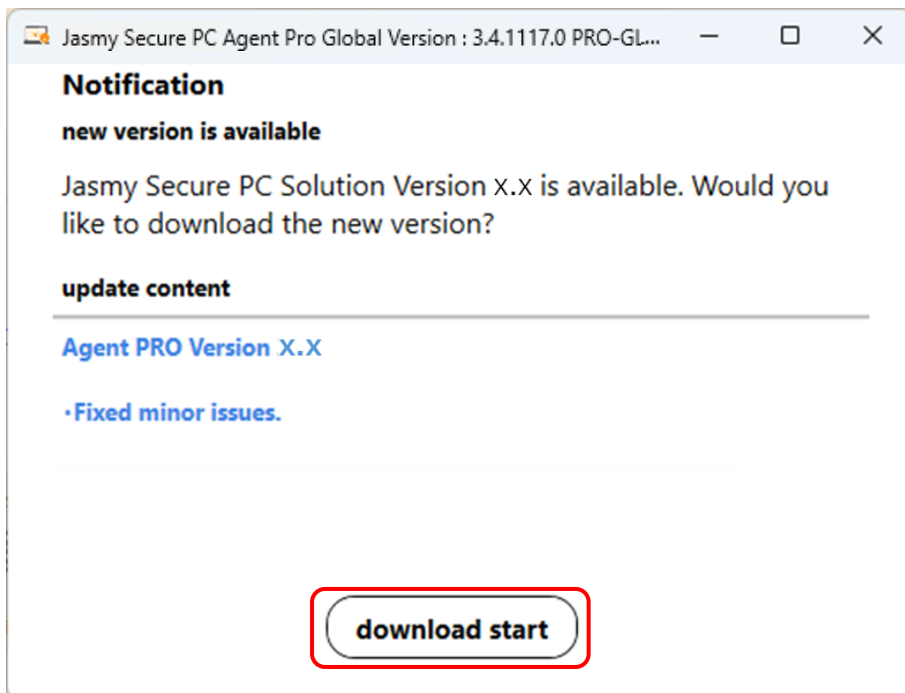 Jasmy Secure PC Agent Pro Global Version : 3.4.1117.0 PRO-GL...
Notification
new version is available
Jasmy Secure PC Solution Version x.x is available. Would you
like to download the new version?
update content
Agent PRO Version x.x
・Fixed minor issues.
download start